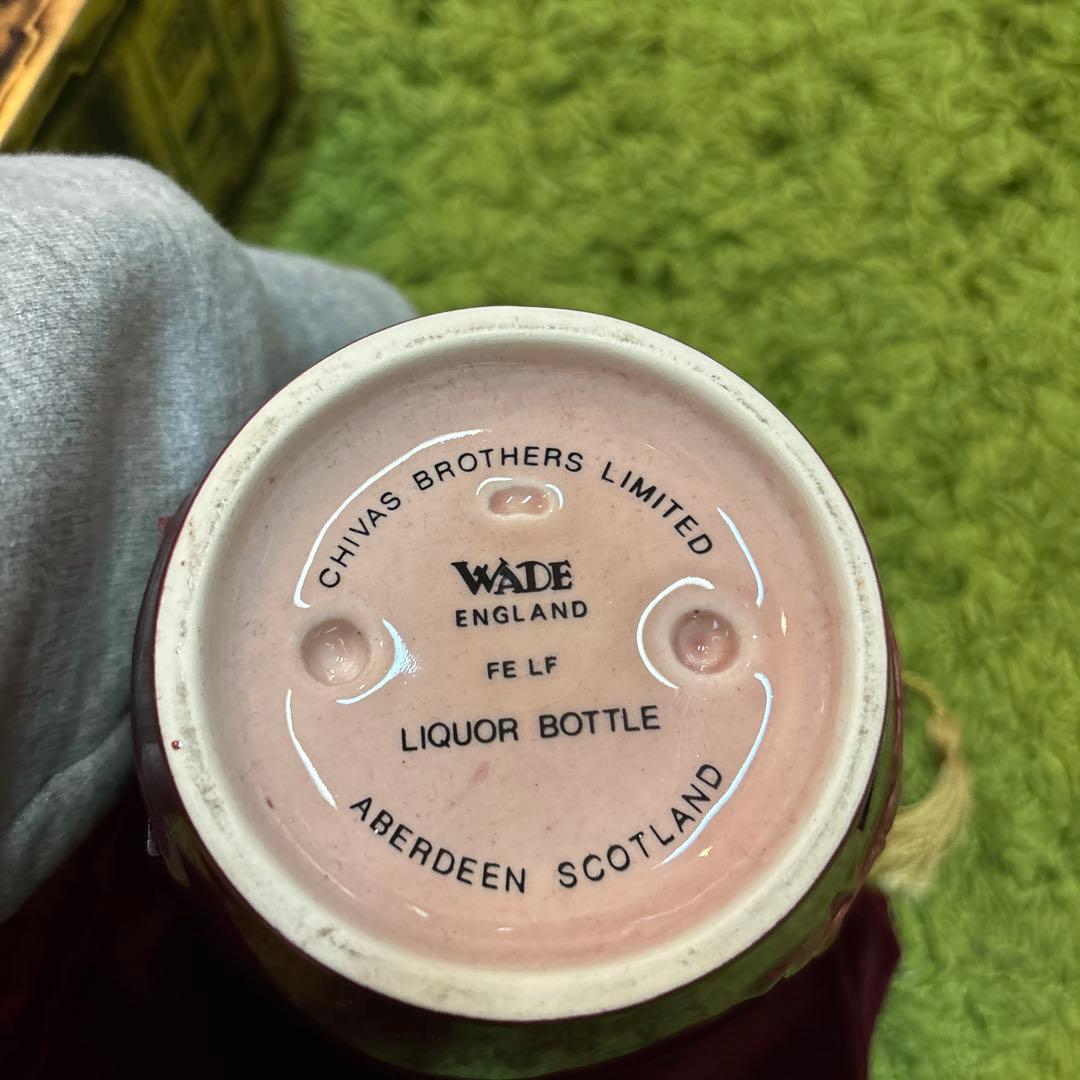 CHIVAS BROTHERS LIMITED
WADE
ENGLAND
FE LF
LIQUOR BOTTLE
ABERDEEN SCOTLAND